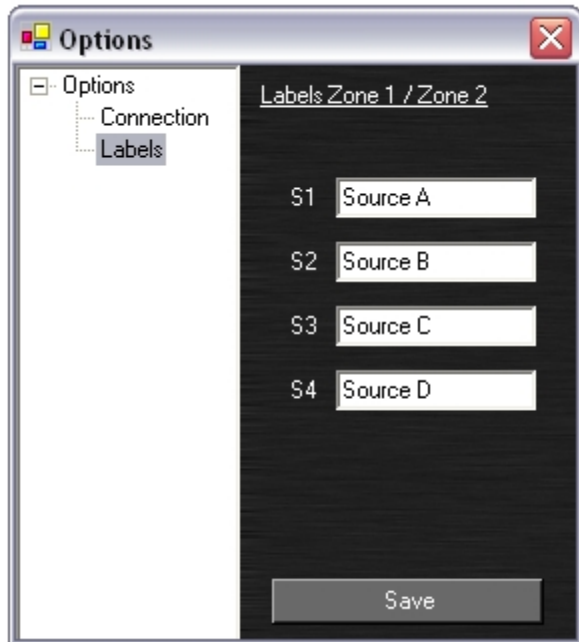 Options
Options
Connection
Labels
Labels Zone 1 / Zone 2
S1 Source A
S2 Source B
S3 Source C
S4 Source D
Save